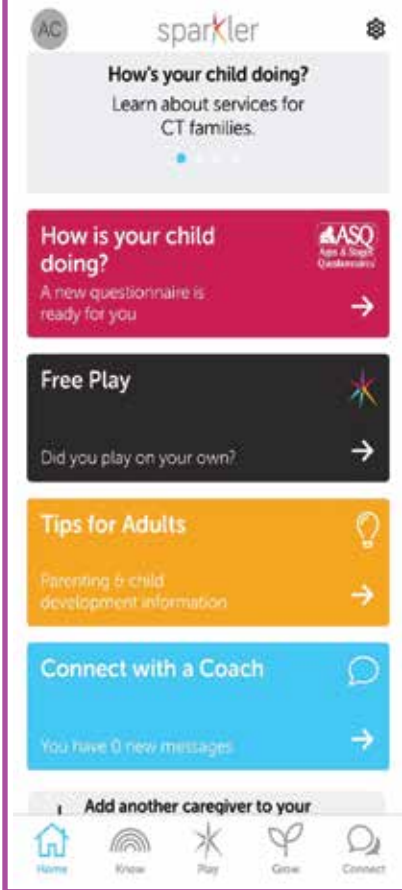 AC
sparkler
How's your child doing?
Learn about services for
CT families.
How is your child
doing?
ASQ
Ages & Stages
Questionnaires
A new questionnaire is
ready for you
Free Play
Did you play on your own?
Tips for Adults
Parenting & child
development information
Connect with a Coach
You have 0 new messages
Add another caregiver to your
Home
Know
Play
Grow
Connect